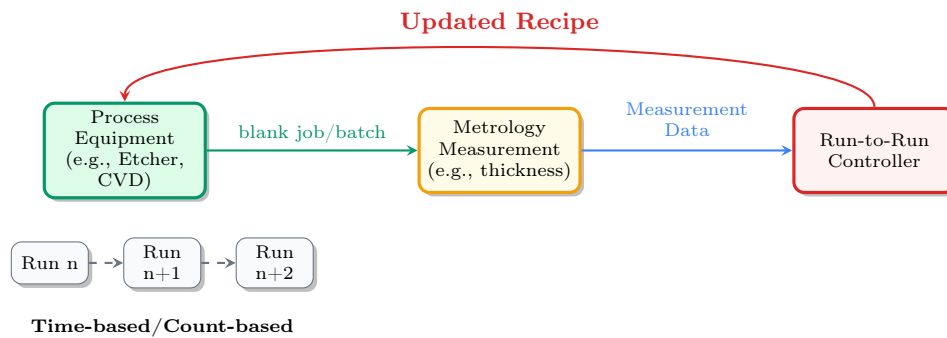 Updated Recipe
Process
Equipment
(e.g., Etcher,
CVD)
blank job/batch
Metrology
Measurement
(e.g., thickness)
Measurement
Data
Run-to-Run
Controller
Run n
Run
n+1
Run
n+2
Time-based/Count-based